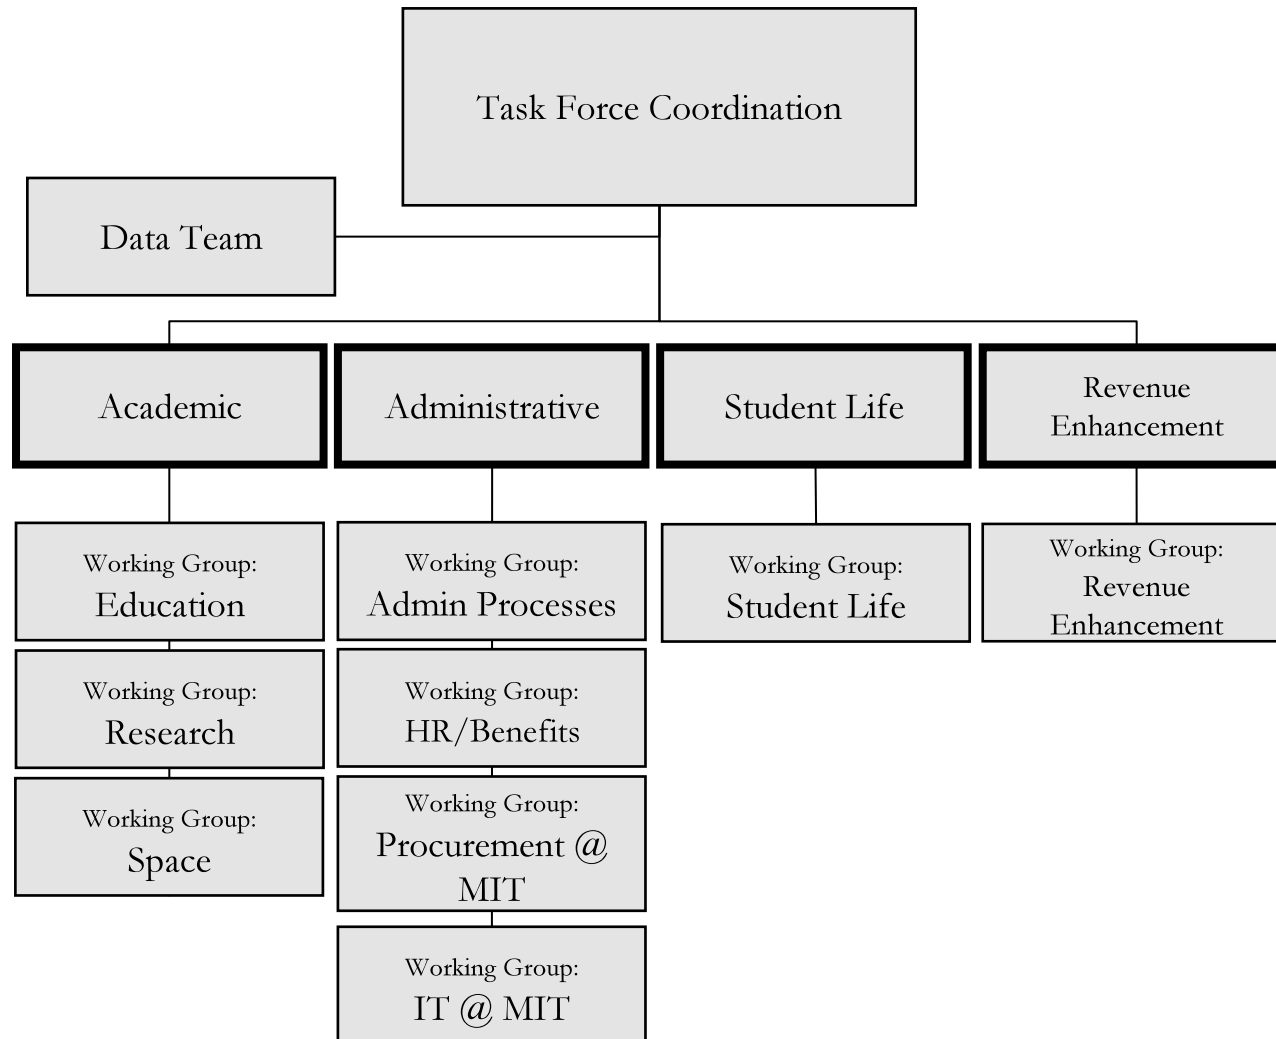 Task Force Coordination
Data Team
Academic
Administrative
Student Life
Revenue
Enhancement
Working Group:
Education
Working Group:
Admin Processes
Working Group:
Student Life
Working Group:
Revenue
Enhancement
Working Group:
Research
Working Group:
HR/Benefits
Working Group:
Space
Working Group:
Procurement @
MIT
Working Group:
IT @ MIT